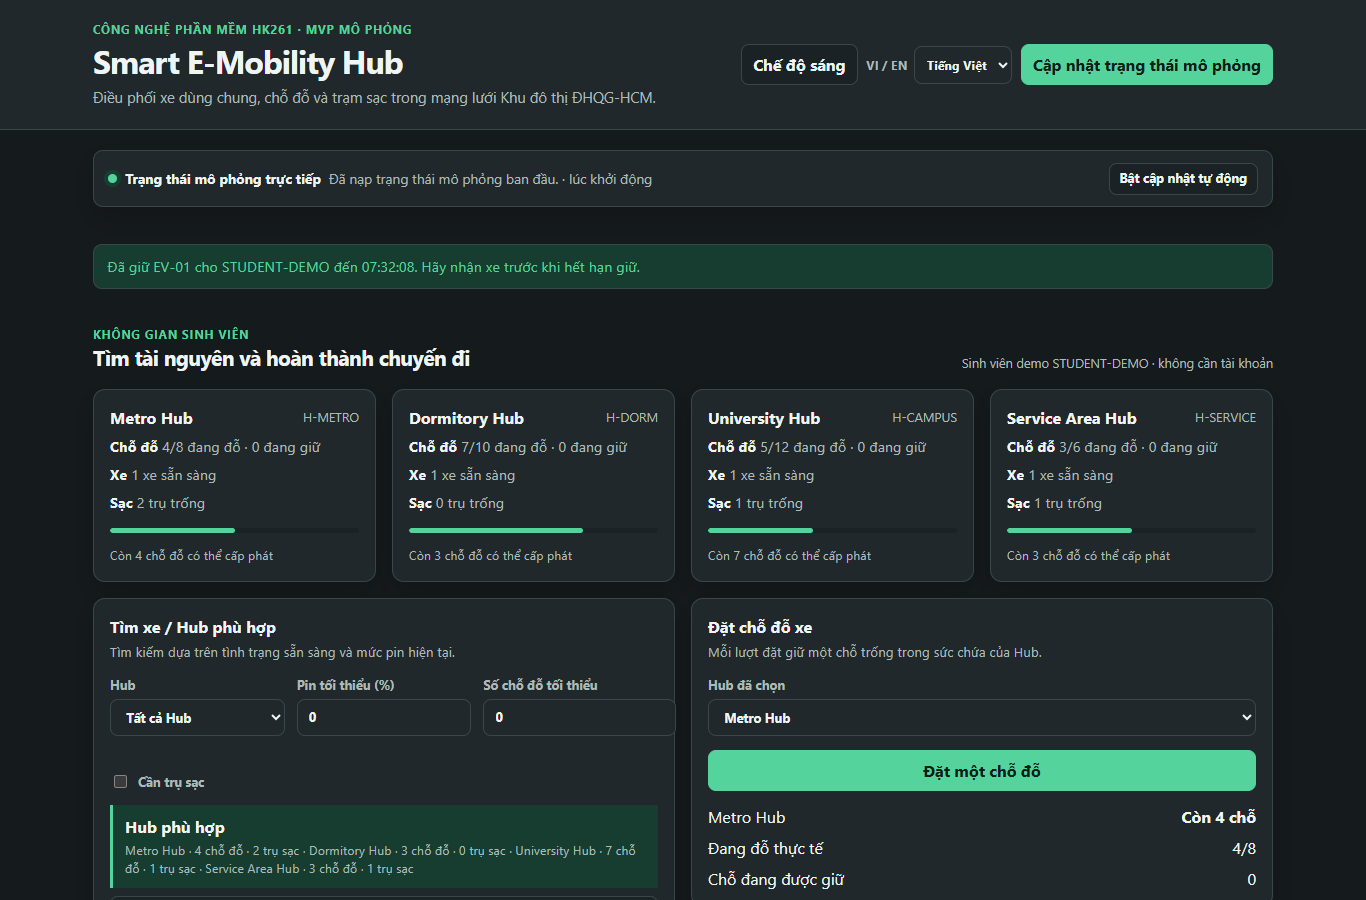 CÔNG NGHỆ PHẦN MỀM HK261 · MVP MÔ PHỎNG
Smart E-Mobility Hub
Điều phối xe dùng chung, chỗ đỗ và trạm sạc trong mạng lưới Khu đô thị ĐHQG-HCM.
Chế độ sáng
VI / EN
Tiếng Việt
Cập nhật trạng thái mô phỏng
Trạng thái mô phỏng trực tiếp Đã nạp trạng thái mô phỏng ban đầu. · lúc khởi động
Bật cập nhật tự động
Đã giữ EV-01 cho STUDENT-DEMO đến 07:32:08. Hãy nhận xe trước khi hết hạn giữ.
KHÔNG GIAN SINH VIÊN
Tìm tài nguyên và hoàn thành chuyến đi
Sinh viên demo STUDENT-DEMO · không cần tài khoản
Metro Hub H-METRO
Chỗ đỗ 4/8 đang đỗ · 0 đang giữ
Xe 1 xe sẵn sàng
Sạc 2 trụ trống
Còn 4 chỗ đỗ có thể cấp phát
Dormitory Hub H-DORM
Chỗ đỗ 7/10 đang đỗ · 0 đang giữ
Xe 1 xe sẵn sàng
Sạc 0 trụ trống
Còn 3 chỗ đỗ có thể cấp phát
University Hub H-CAMPUS
Chỗ đỗ 5/12 đang đỗ · 0 đang giữ
Xe 1 xe sẵn sàng
Sạc 1 trụ trống
Còn 7 chỗ đỗ có thể cấp phát
Service Area Hub H-SERVICE
Chỗ đỗ 3/6 đang đỗ · 0 đang giữ
Xe 1 xe sẵn sàng
Sạc 1 trụ trống
Còn 3 chỗ đỗ có thể cấp phát
Tìm xe / Hub phù hợp
Tìm kiếm dựa trên tình trạng sẵn sàng và mức pin hiện tại.
Hub
Tất cả Hub
Pin tối thiểu (%)
0
Số chỗ đỗ tối thiểu
0
Cần trụ sạc
Hub phù hợp
Metro Hub · 4 chỗ đỗ · 2 trụ sạc · Dormitory Hub · 3 chỗ đỗ · 0 trụ sạc · University Hub · 7 chỗ
đỗ · 1 trụ sạc · Service Area Hub · 3 chỗ đỗ · 1 trụ sạc
Đặt chỗ đỗ xe
Mỗi lượt đặt giữ một chỗ trống trong sức chứa của Hub.
Hub đã chọn
Metro Hub
Đặt một chỗ đỗ
Metro Hub Còn 4 chỗ
Đang đỗ thực tế 4/8
Chỗ đang được giữ 0